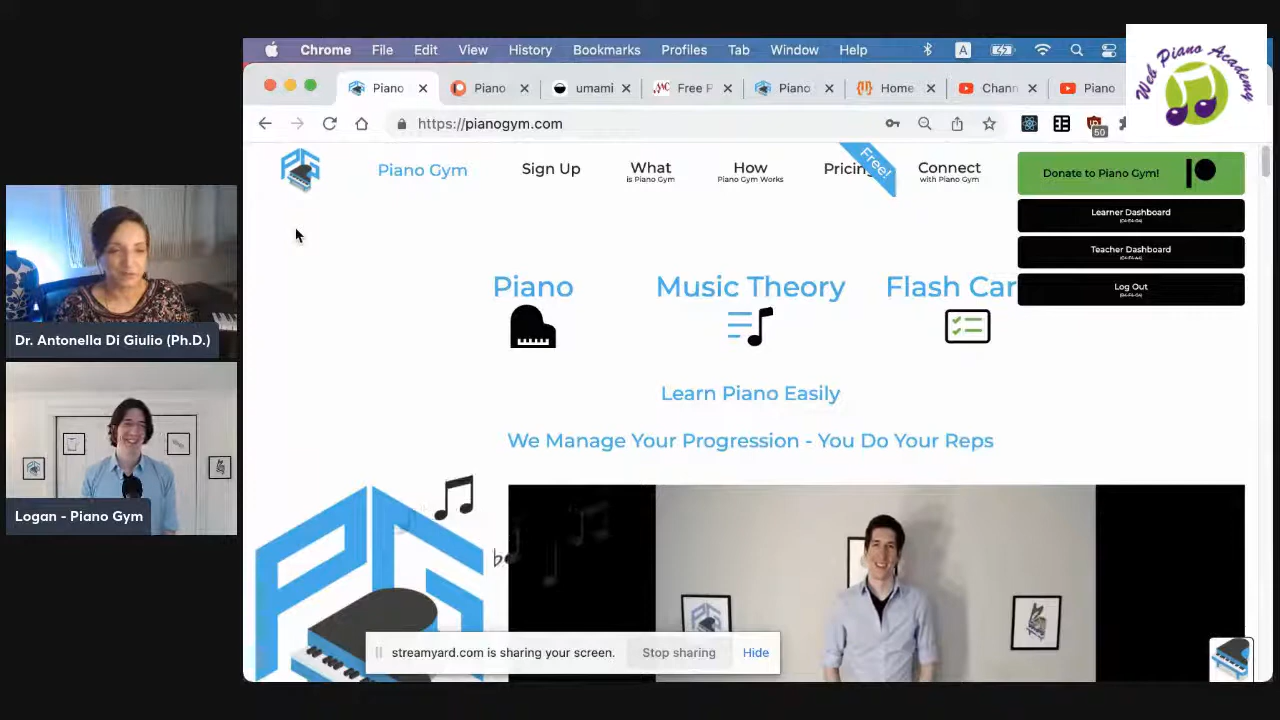 Chrome File Edit View History Bookmarks Profiles Tab Window Help
A
Piano
Piano
umami
Free P
Piano
Home
Chann
Piano
Web Piano Academy
https://pianogym.com
50
Piano Gym
Sign Up
What
is Piano Gym
How
Piano Gym Works
Pricing
Free!
Connect
with Piano Gym
Donate to Piano Gym!
Learner Dashboard
Teacher Dashboard
Log Out
Piano
Music Theory
Flash Car
Learn Piano Easily
We Manage Your Progression - You Do Your Reps
Dr. Antonella Di Giulio (Ph.D.)
Logan - Piano Gym
PG
streamyard.com is sharing your screen.
Stop sharing
Hide